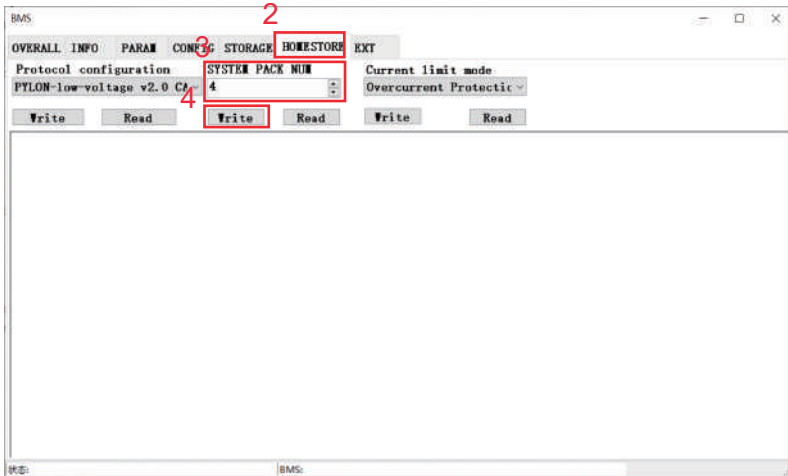 BMS
2
OVERALL INFO PARAM CONFIG STORAGE HOMESTORE EXT
3
Protocol configuration SYSTEM PACK NUM Current limit mode
PYLON-low-voltage v2.0 CA 4 Overcurrent Protectic
4
Write Read Write Read Write Read
状态: BMS: